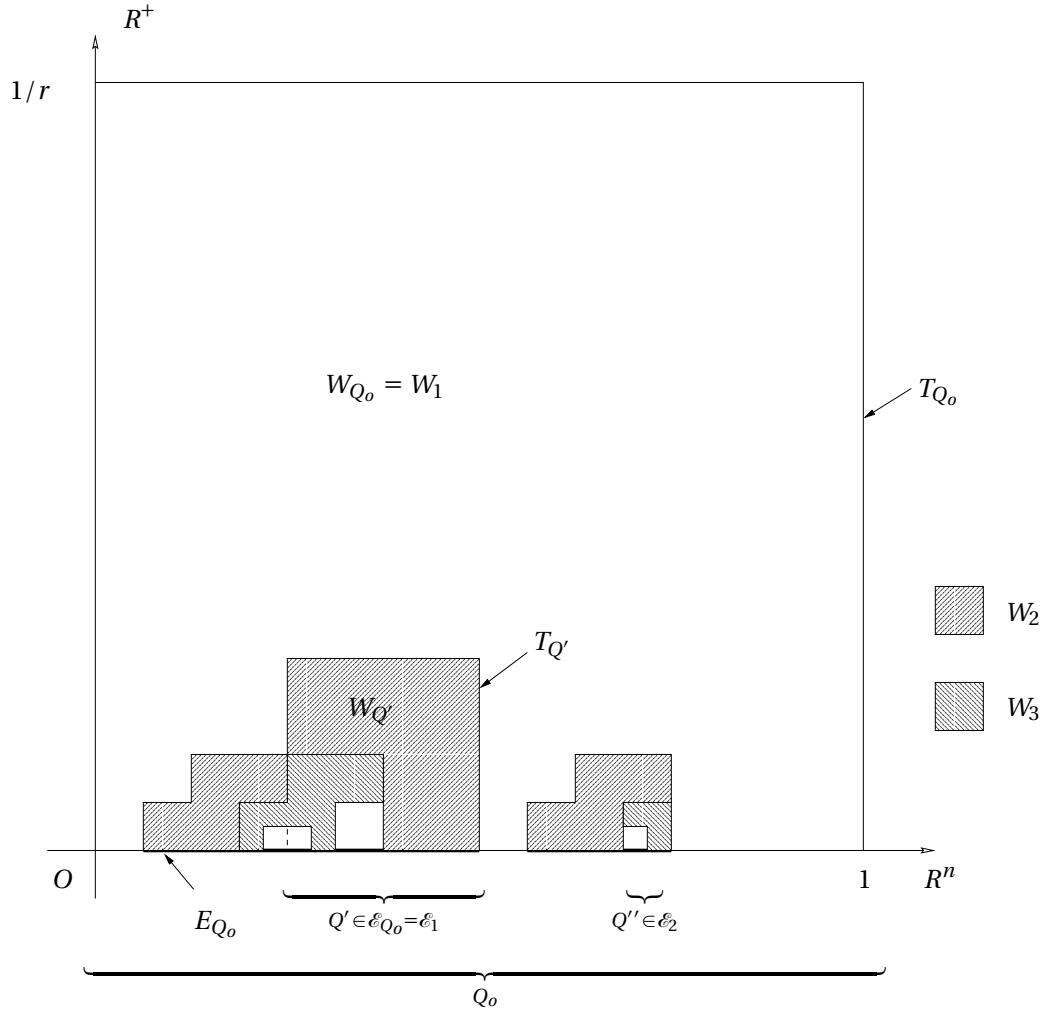 R⁺
1/r
W_{Q_o} = W_1
T_{Q_o}
W_2
T_{Q'}
W_{Q'}
W_3
O
1
R^n
E_{Q_o}
Q' ∈ ℰ_{Q_o} = ℰ_1
Q'' ∈ ℰ_2
Q_o